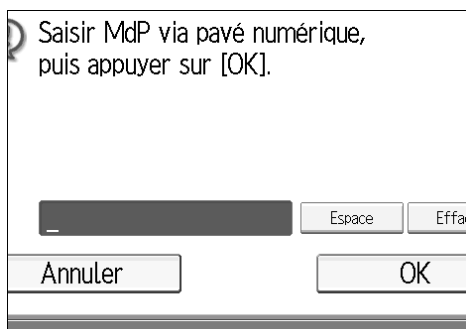 Saisir MdP via pavé numérique,
puis appuyer sur [OK].
_
Espace
Annuler
OK